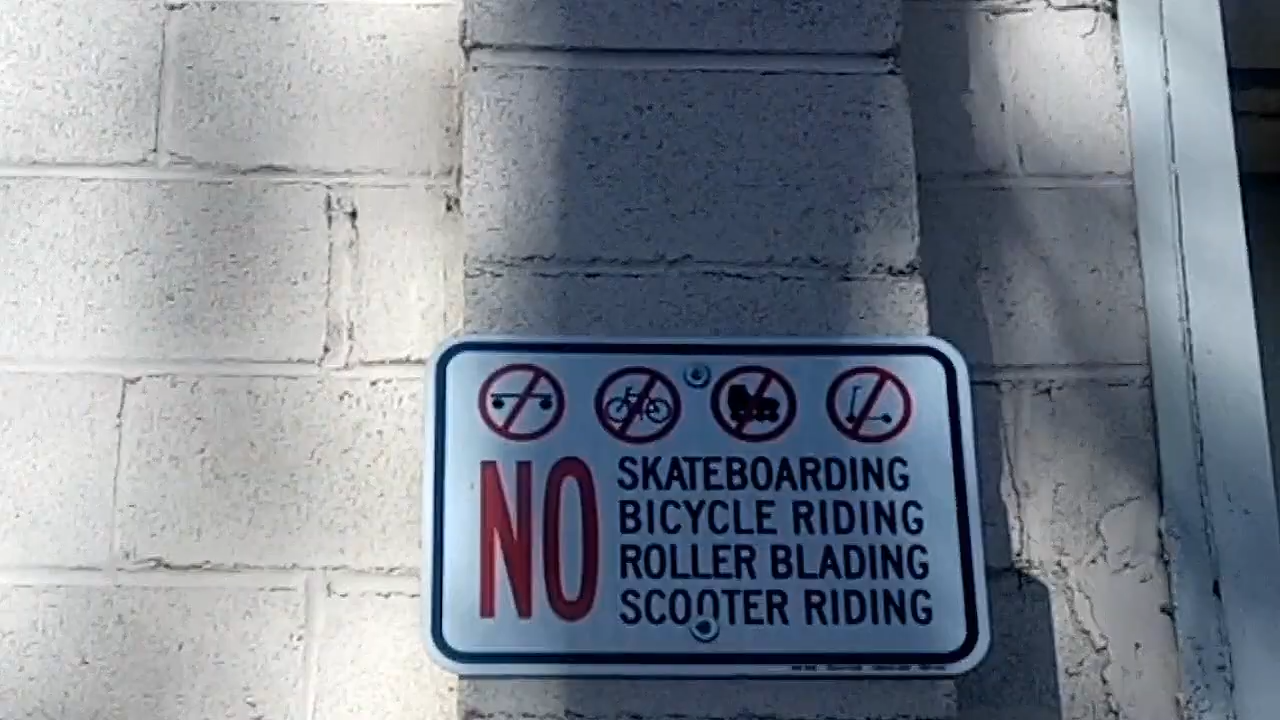 NO
SKATEBOARDING
BICYCLE RIDING
ROLLER BLADING
SCOOTER RIDING